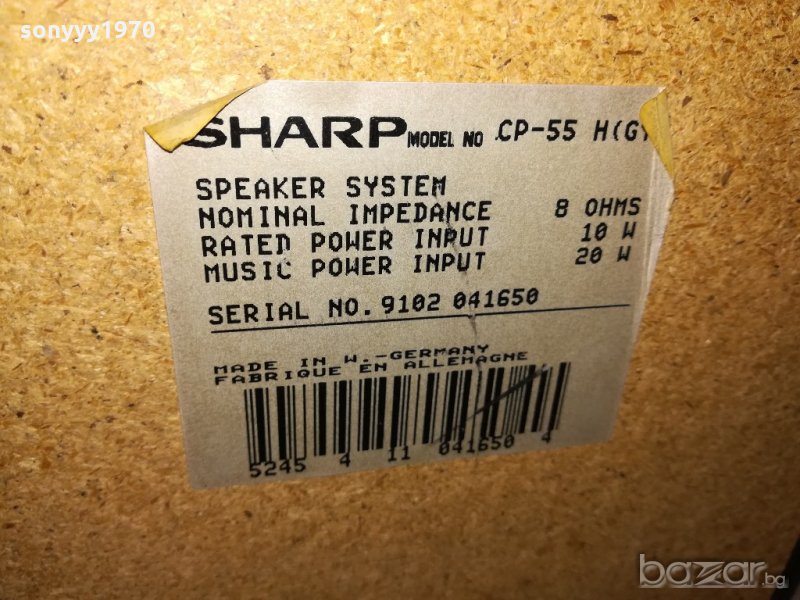 sonyyy1970
SHARP MODEL NO .CP-55 H(GY
SPEAKER SYSTEM
NOMINAL IMPEDANCE 8 OHMS
RATED POWER INPUT 10 W
MUSIC POWER INPUT 20 W
SERIAL NO. 9102 041650
MADE IN W.-GERMANY
FABRIQUE EN ALLEMAGNE
5245 4 11 041650 4
bazar.bg